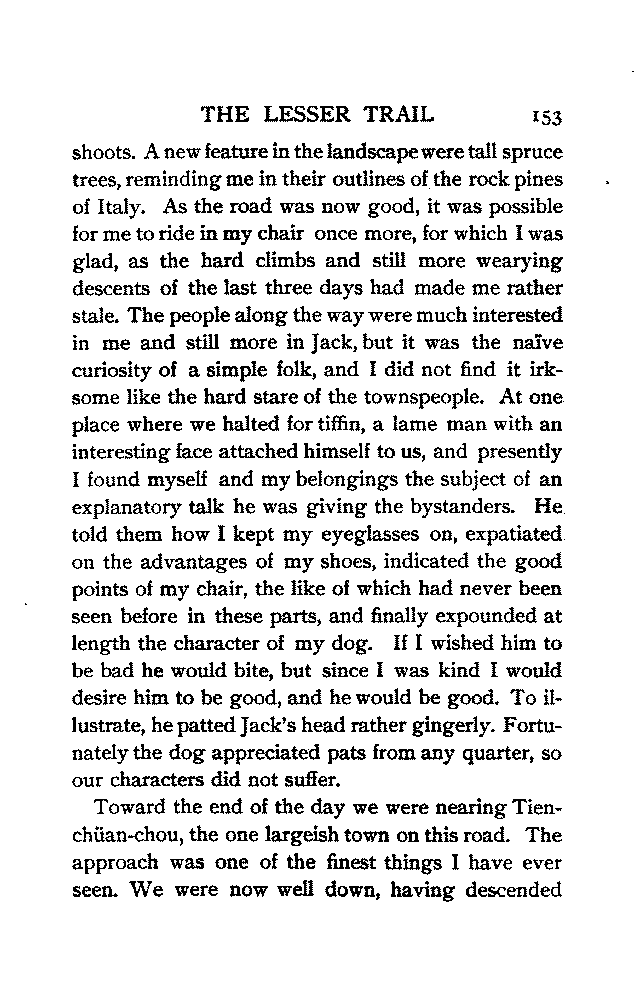 THE LESSER TRAIL 153
shoots. A new feature in the landscape were tall spruce
trees, reminding me in their outlines of the rock pines
of Italy. As the road was now good, it was possible
for me to ride in my chair once more, for which I was
glad, as the hard climbs and still more wearying
descents of the last three days had made me rather
stale. The people along the way were much interested
in me and still more in Jack, but it was the naïve
curiosity of a simple folk, and I did not find it irk-
some like the hard stare of the townspeople. At one
place where we halted for tiffin, a lame man with an
interesting face attached himself to us, and presently
I found myself and my belongings the subject of an
explanatory talk he was giving the bystanders. He
told them how I kept my eyeglasses on, expatiated
on the advantages of my shoes, indicated the good
points of my chair, the like of which had never been
seen before in these parts, and finally expounded at
length the character of my dog. If I wished him to
be bad he would bite, but since I was kind I would
desire him to be good, and he would be good. To il-
lustrate, he patted Jack's head rather gingerly. Fortu-
nately the dog appreciated pats from any quarter, so
our characters did not suffer.
Toward the end of the day we were nearing Tien-
chüan-chou, the one largeish town on this road. The
approach was one of the finest things I have ever
seen. We were now well down, having descended